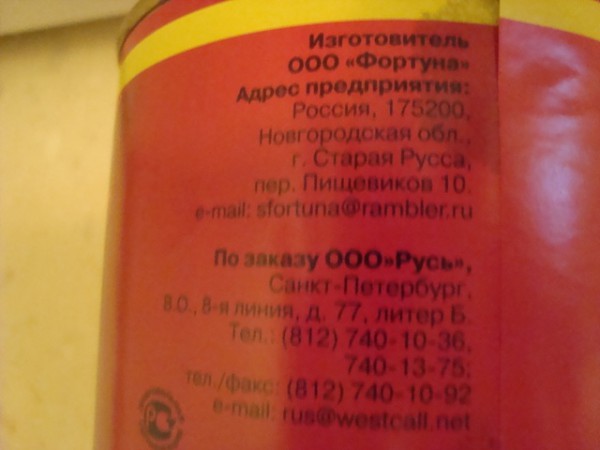 Изготовитель
ООО «Фортуна»
Адрес предприятия:
Россия, 175200,
Новгородская обл.,
г. Старая Русса,
пер. Пищевиков 10.
e-mail: sfortuna@rambler.ru
По заказу ООО»Русь»,
Санкт-Петербург,
В.О., 8-я линия, д. 77, литер Б.
Тел.: (812) 740-10-36,
740-13-75;
тел./факс: (812) 740-10-92
e-mail: rus@westcall.net